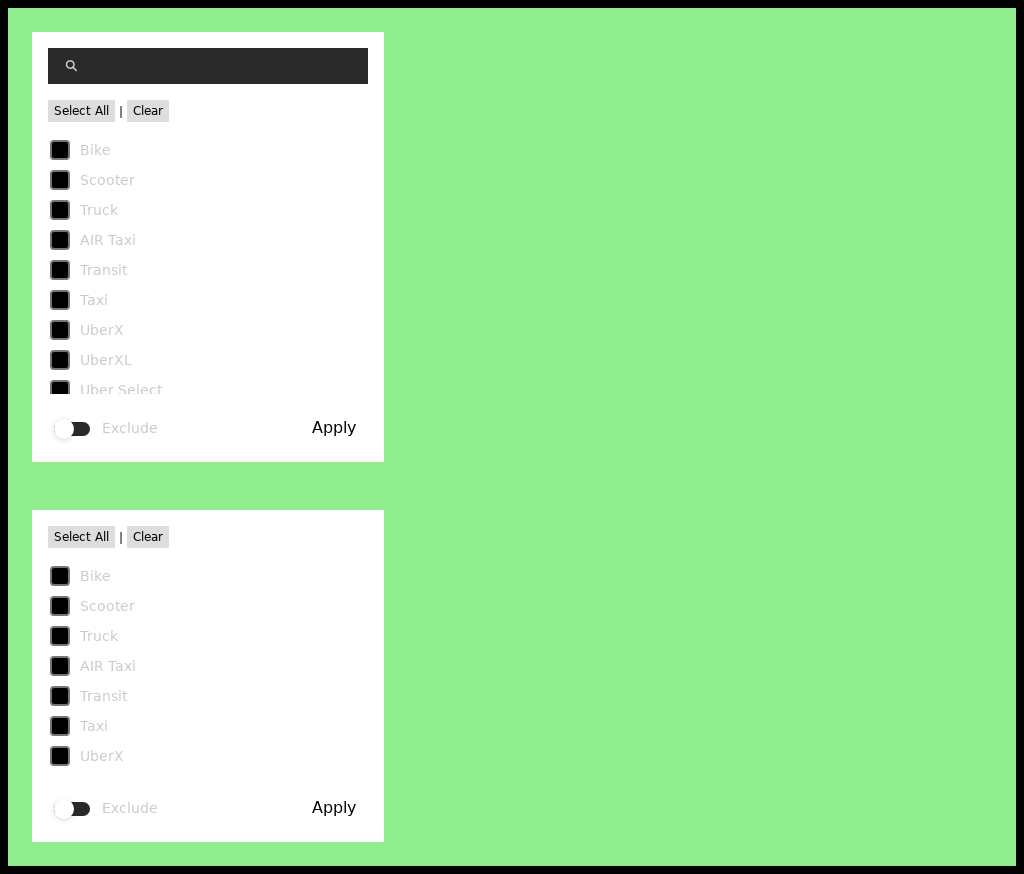 Select All | Clear
Bike
Scooter
Truck
AIR Taxi
Transit
Taxi
UberX
UberXL
Uber Select
Exclude Apply
Select All | Clear
Bike
Scooter
Truck
AIR Taxi
Transit
Taxi
UberX
Exclude Apply